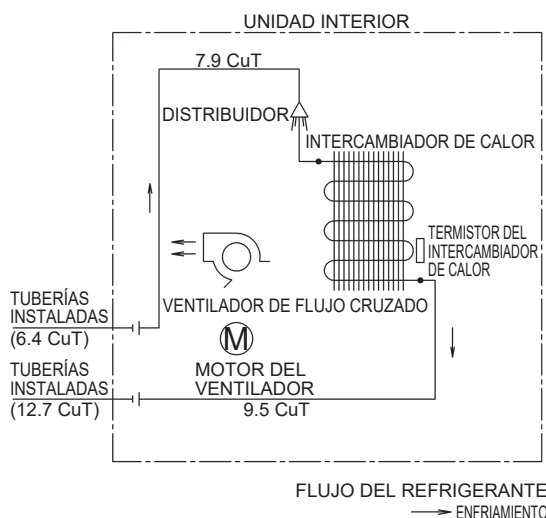 UNIDAD INTERIOR
7.9 CuT
DISTRIBUIDOR
INTERCAMBIADOR DE CALOR
TERMISTOR DEL
INTERCAMBIADOR
DE CALOR
VENTILADOR DE FLUJO CRUZADO
TUBERÍAS
INSTALADAS
(6.4 CuT)
M
TUBERÍAS
INSTALADAS
(12.7 CuT)
MOTOR DEL
VENTILADOR
9.5 CuT
FLUJO DEL REFRIGERANTE
ENFRIAMIENTO